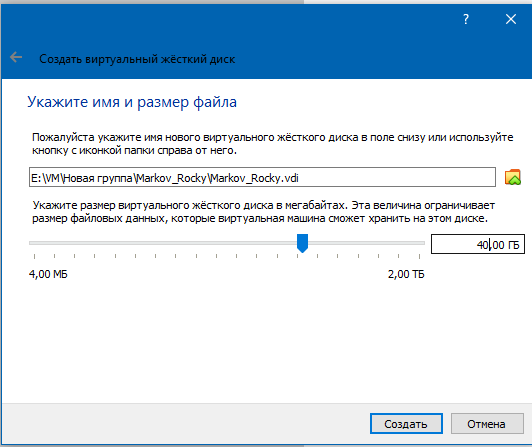 ?
Создать виртуальный жёсткий диск
Укажите имя и размер файла
Пожалуйста укажите имя нового виртуального жёсткого диска в поле снизу или используйте
кнопку с иконкой папки справа от него.
E:\VM\Новая группа\Markov_Rocky\Markov_Rocky.vdi
Укажите размер виртуального жёсткого диска в мегабайтах. Эта величина ограничивает
размер файловых данных, которые виртуальная машина сможет хранить на этом диске.
40,00 ГБ
4,00 МБ 2,00 ТБ
Создать Отмена